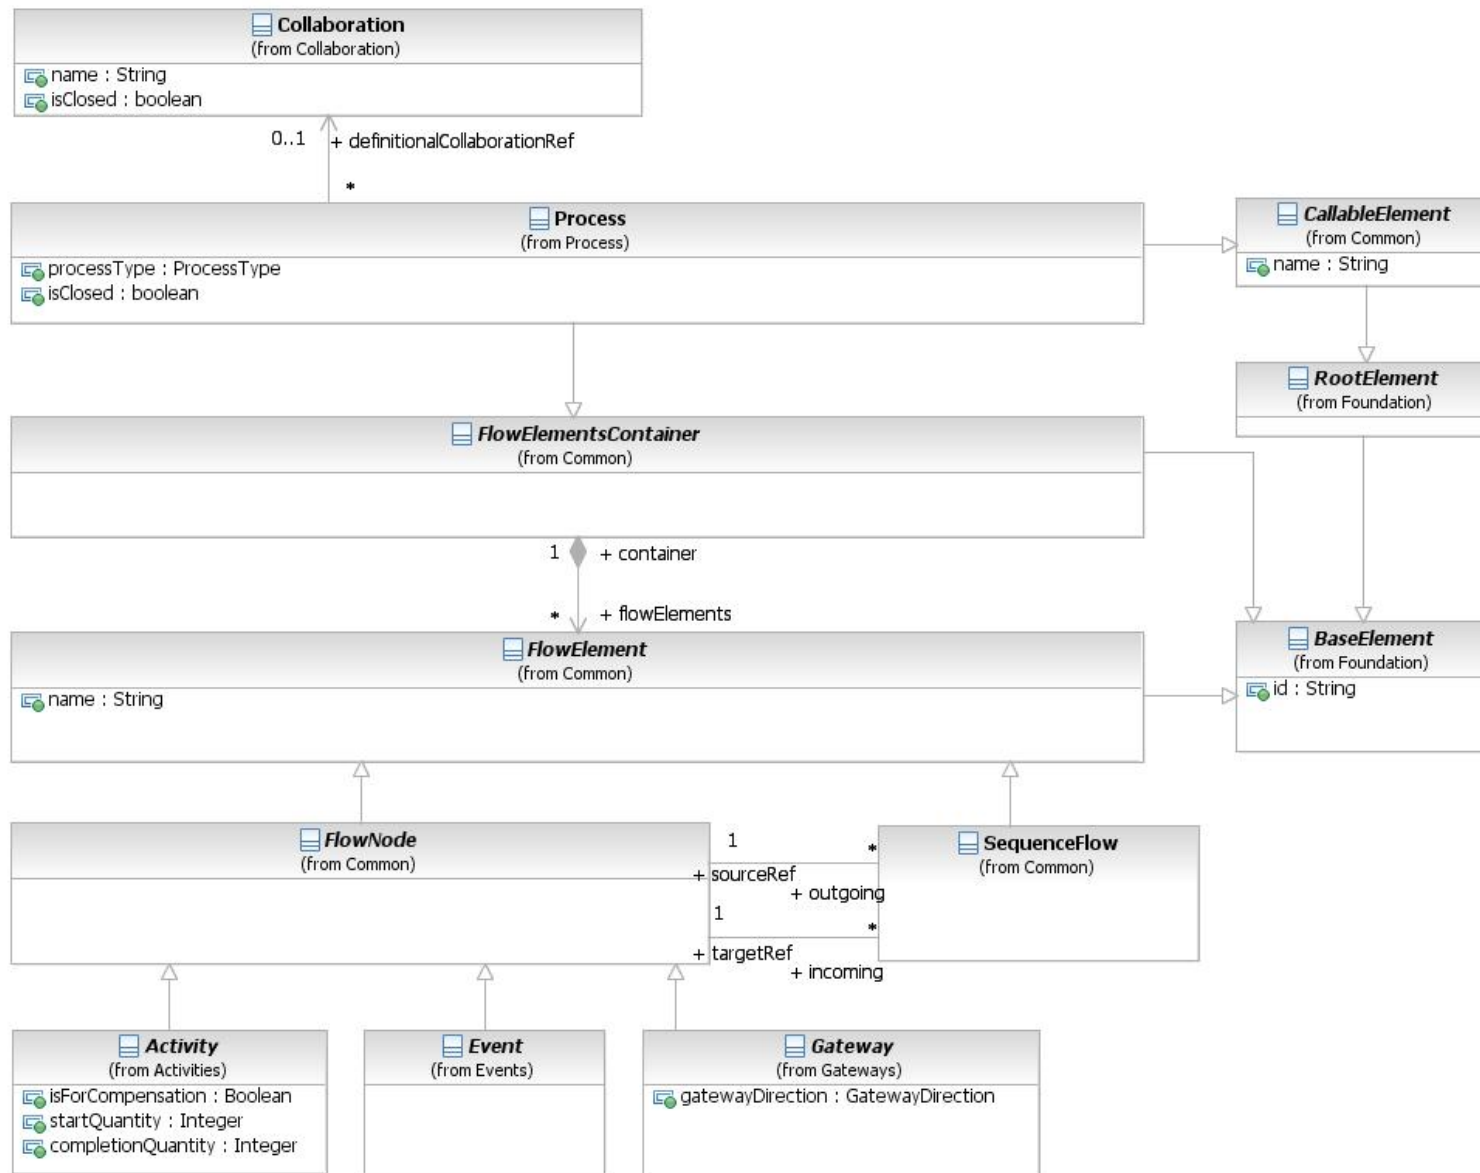 Collaboration
(from Collaboration)
name : String
isClosed : boolean
0..1
+ definitionalCollaborationRef
*
Process
(from Process)
processType : ProcessType
isClosed : boolean
CallableElement
(from Common)
name : String
RootElement
(from Foundation)
FlowElementsContainer
(from Common)
1
+ container
*
+ flowElements
FlowElement
(from Common)
name : String
BaseElement
(from Foundation)
id : String
FlowNode
(from Common)
1
*
+ sourceRef
+ outgoing
1
*
+ targetRef
+ incoming
SequenceFlow
(from Common)
Activity
(from Activities)
isForCompensation : Boolean
startQuantity : Integer
completionQuantity : Integer
Event
(from Events)
Gateway
(from Gateways)
gatewayDirection : GatewayDirection